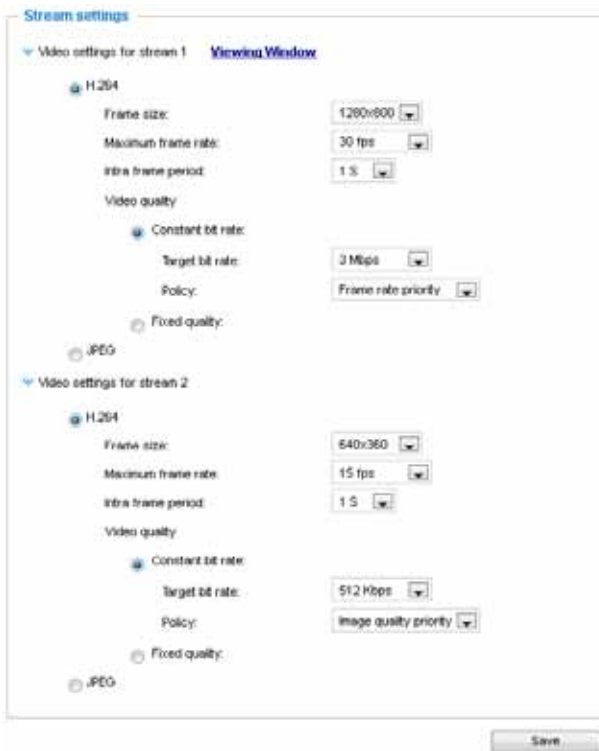 Stream settings
Video settings for stream 1 Viewing Window
H.264
Frame size: 1280x800
Maximum frame rate: 30 fps
Intra frame period: 1 S
Video quality
Constant bit rate:
Target bit rate: 3 Mbps
Policy: Frame rate priority
Fixed quality:
JPEG
Video settings for stream 2
H.264
Frame size: 640x360
Maximum frame rate: 15 fps
Intra frame period: 1 S
Video quality
Constant bit rate:
Target bit rate: 512 Kbps
Policy: Image quality priority
Fixed quality:
JPEG
Save